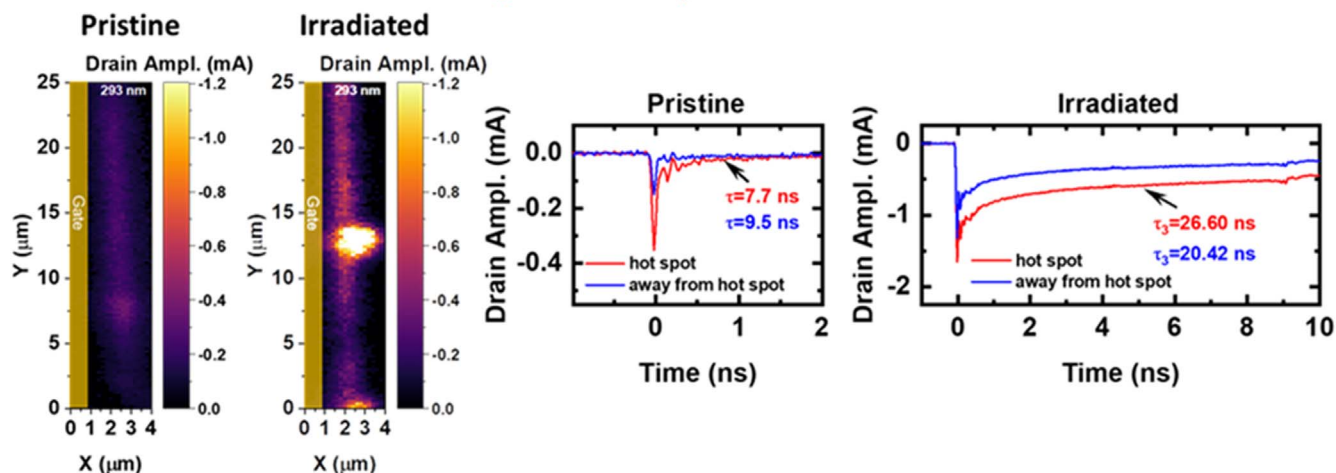 Pristine
Drain Ampl. (mA)
25
20
15
10
5
0
Y (μm)
Gate
293 nm
-1.2
-1.0
-0.8
-0.6
-0.4
-0.2
0.0
0 1 2 3 4
X (μm)
Irradiated
Drain Ampl. (mA)
25
20
15
10
5
0
Y (μm)
Gate
293 nm
-1.2
-1.0
-0.8
-0.6
-0.4
-0.2
0.0
0 1 2 3 4
X (μm)
Pristine
Drain Ampl. (mA)
0.0
-0.2
-0.4
τ=7.7 ns
τ=9.5 ns
hot spot
away from hot spot
0 1 2
Time (ns)
Irradiated
Drain Ampl. (mA)
0
-1
-2
τ3=26.60 ns
τ3=20.42 ns
hot spot
away from hot spot
0 2 4 6 8 10
Time (ns)